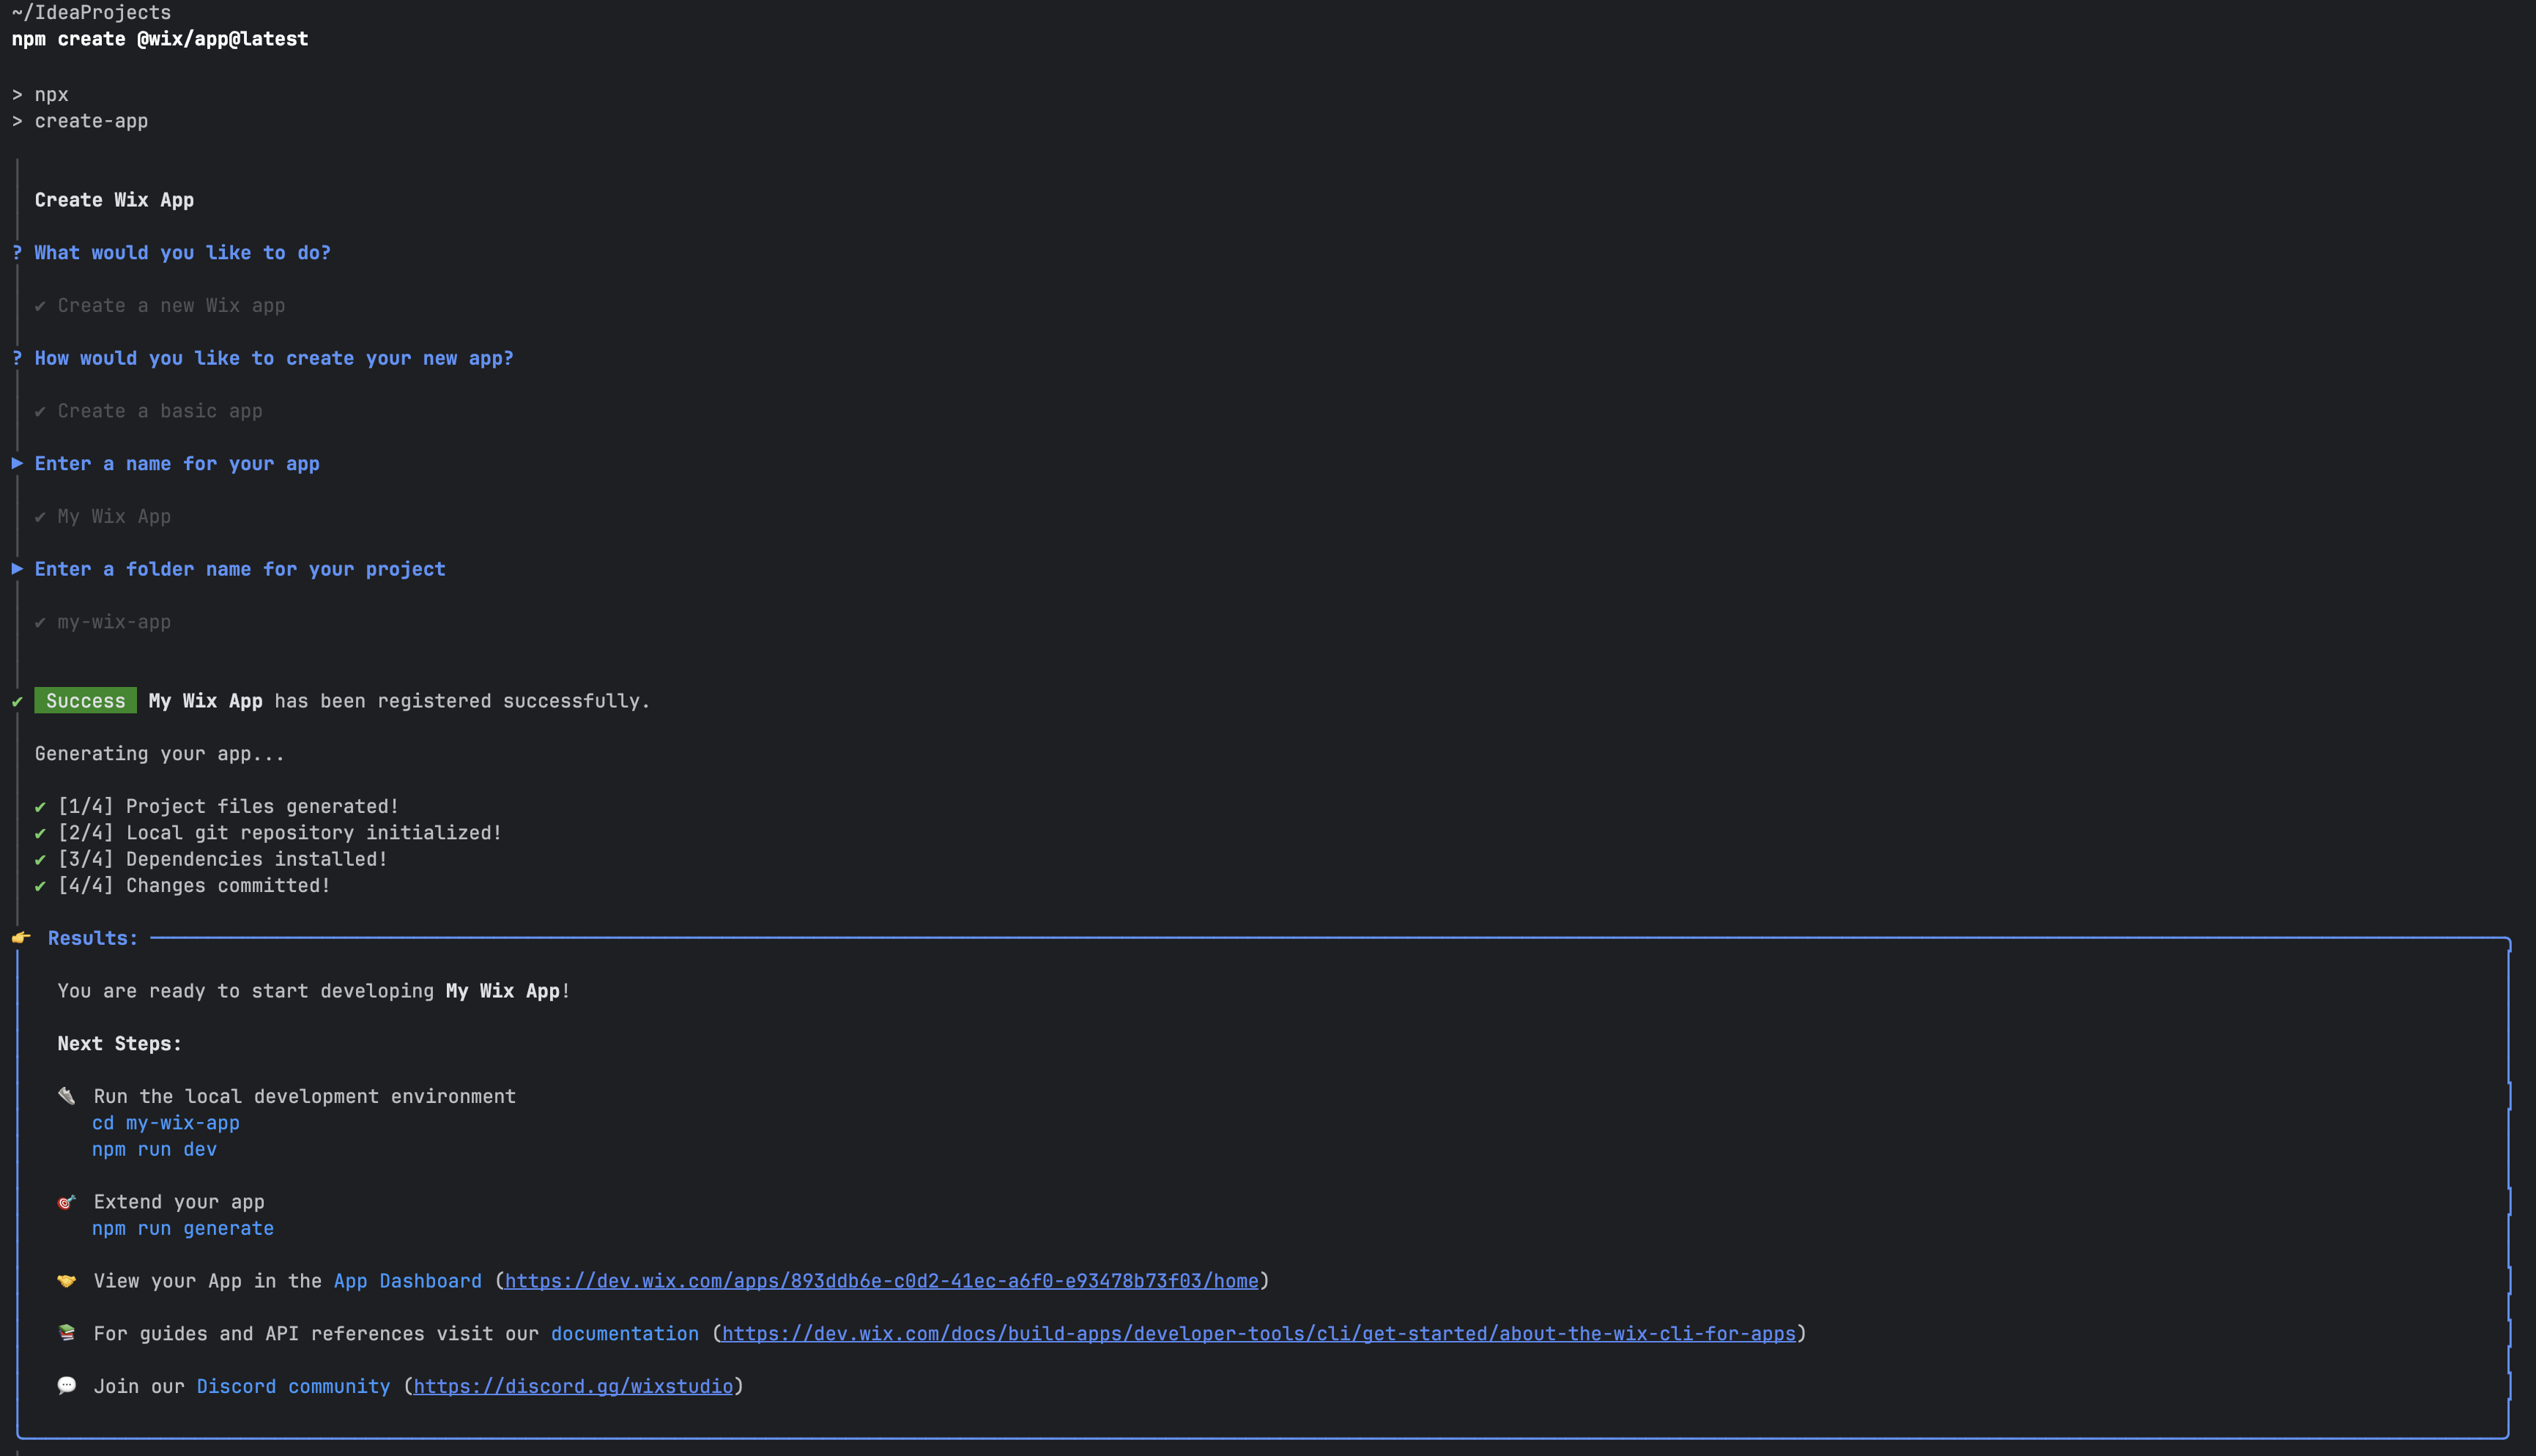 ~/IdeaProjects
npm create @wix/app@latest
> npx
> create-app
Create Wix App
? What would you like to do?
✔ Create a new Wix app
? How would you like to create your new app?
✔ Create a basic app
▶ Enter a name for your app
✔ My Wix App
▶ Enter a folder name for your project
✔ my-wix-app
✔ Success My Wix App has been registered successfully.
Generating your app...
✔ [1/4] Project files generated!
✔ [2/4] Local git repository initialized!
✔ [3/4] Dependencies installed!
✔ [4/4] Changes committed!
👉 Results:
You are ready to start developing My Wix App!
Next Steps:
Run the local development environment
cd my-wix-app
npm run dev
🎯 Extend your app
npm run generate
🤝 View your App in the App Dashboard (https://dev.wix.com/apps/893ddb6e-c0d2-41ec-a6f0-e93478b73f03/home)
📚 For guides and API references visit our documentation (https://dev.wix.com/docs/build-apps/developer-tools/cli/get-started/about-the-wix-cli-for-apps)
💬 Join our Discord community (https://discord.gg/wixstudio)